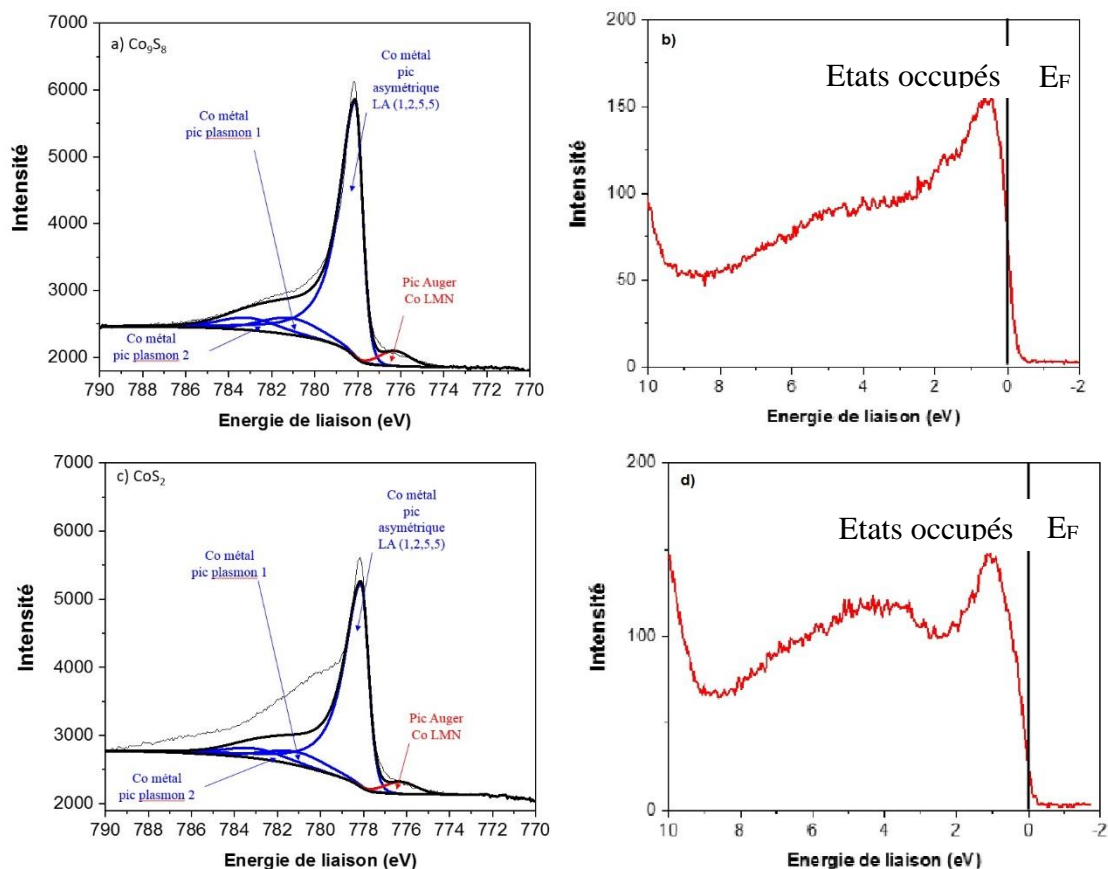 a) Co₉S₈
Co métal
pic
asymétrique
LA (1,2,5,5)
Co métal
pic plasmon 1
Pic Auger
Co LMN
Co métal
pic plasmon 2
7000
6000
5000
4000
3000
2000
Intensité
790 788 786 784 782 780 778 776 774 772 770
Energie de liaison (eV)
b)
Etats occupés E_F
200
150
100
50
0
Intensité
10 8 6 4 2 0 -2
Energie de liaison (eV)
c) CoS₂
Co métal
pic
asymétrique
LA (1,2,5,5)
Co métal
pic plasmon 1
Pic Auger
Co LMN
Co métal
pic plasmon 2
7000
6000
5000
4000
3000
2000
Intensité
790 788 786 784 782 780 778 776 774 772 770
Energie de liaison (eV)
d)
Etats occupés E_F
200
100
0
Intensité
10 8 6 4 2 0 -2
Energie de liaison (eV)